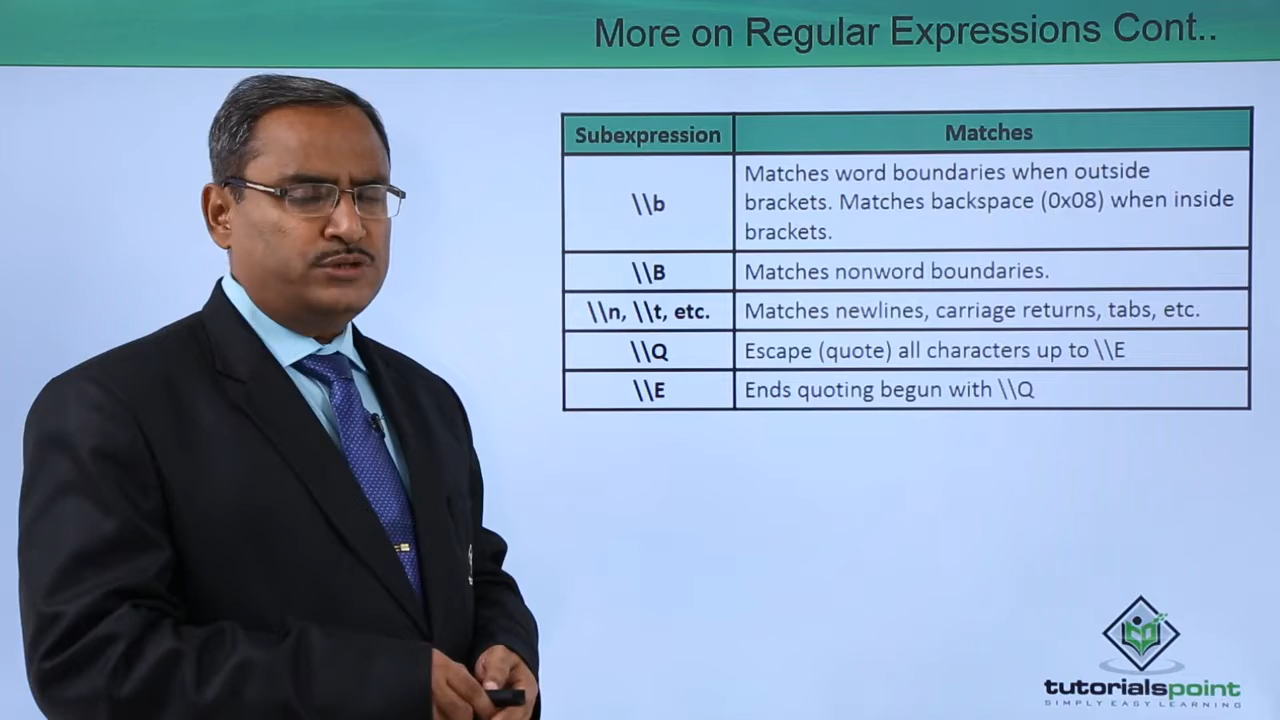 More on Regular Expressions Cont..
Subexpression Matches
\\b Matches word boundaries when outside
brackets. Matches backspace (0x08) when inside
brackets.
\\B Matches nonword boundaries.
\\n, \\t, etc. Matches newlines, carriage returns, tabs, etc.
\\Q Escape (quote) all characters up to \\E
\\E Ends quoting begun with \\Q
tutorialspoint
SIMPLY EASY LEARNING